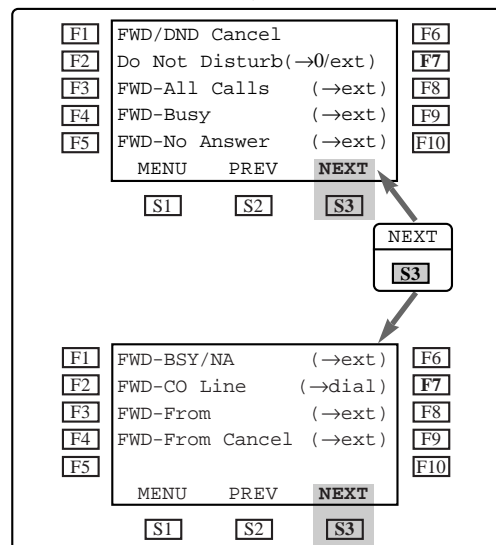 F1 FWD/DND Cancel F6
F2 Do Not Disturb(→0/ext) F7
F3 FWD-All Calls (→ext) F8
F4 FWD-Busy (→ext) F9
F5 FWD-No Answer (→ext) F10
MENU PREV NEXT
S1 S2 S3
NEXT
S3
F1 FWD-BSY/NA (→ext) F6
F2 FWD-CO Line (→dial) F7
F3 FWD-From (→ext) F8
F4 FWD-From Cancel (→ext) F9
F5 F10
MENU PREV NEXT
S1 S2 S3